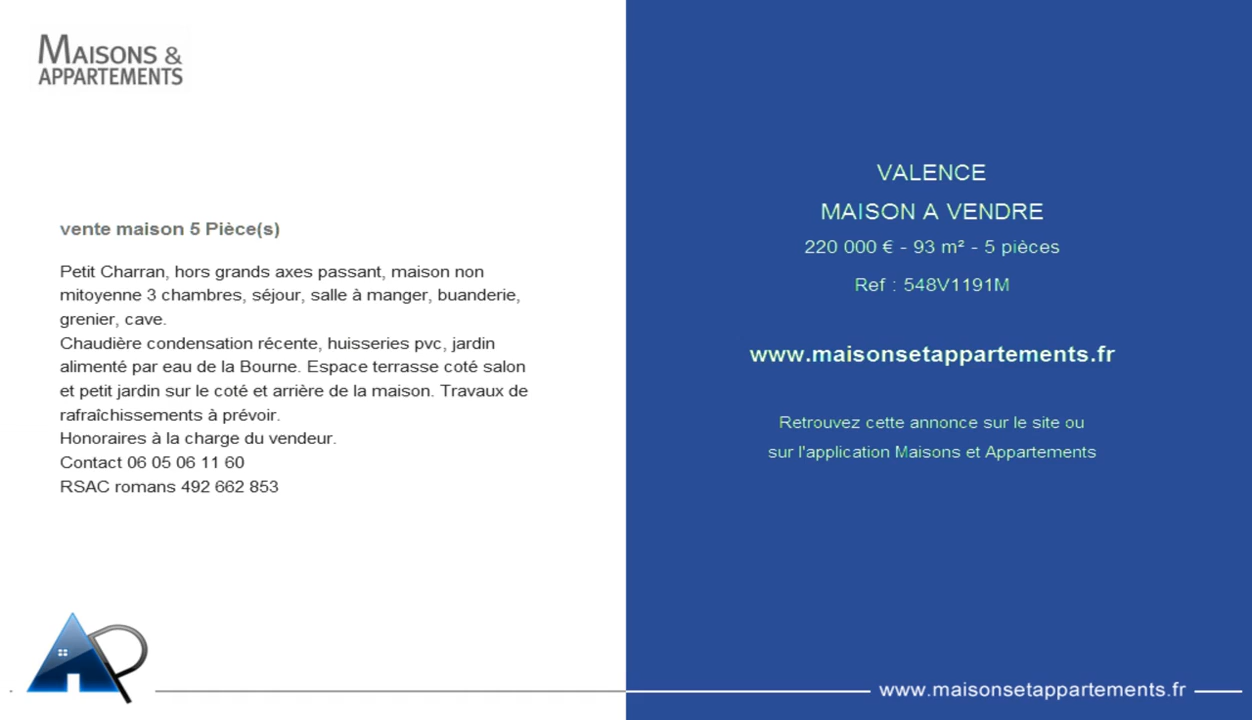 MAISONS &
APPARTEMENTS
vente maison 5 Pièce(s)
Petit Charran, hors grands axes passant, maison non
mitoyenne 3 chambres, séjour, salle à manger, buanderie,
grenier, cave.
Chaudière condensation récente, huisseries pvc, jardin
alimenté par eau de la Bourne. Espace terrasse coté salon
et petit jardin sur le coté et arrière de la maison. Travaux de
rafraîchissements à prévoir.
Honoraires à la charge du vendeur.
Contact 06 05 06 11 60
RSAC romans 492 662 853
VALENCE
MAISON A VENDRE
220 000 € - 93 m² - 5 pièces
Ref : 548V1191M
www.maisonsetappartements.fr
Retrouvez cette annonce sur le site ou
sur l'application Maisons et Appartements
www.maisonsetappartements.fr